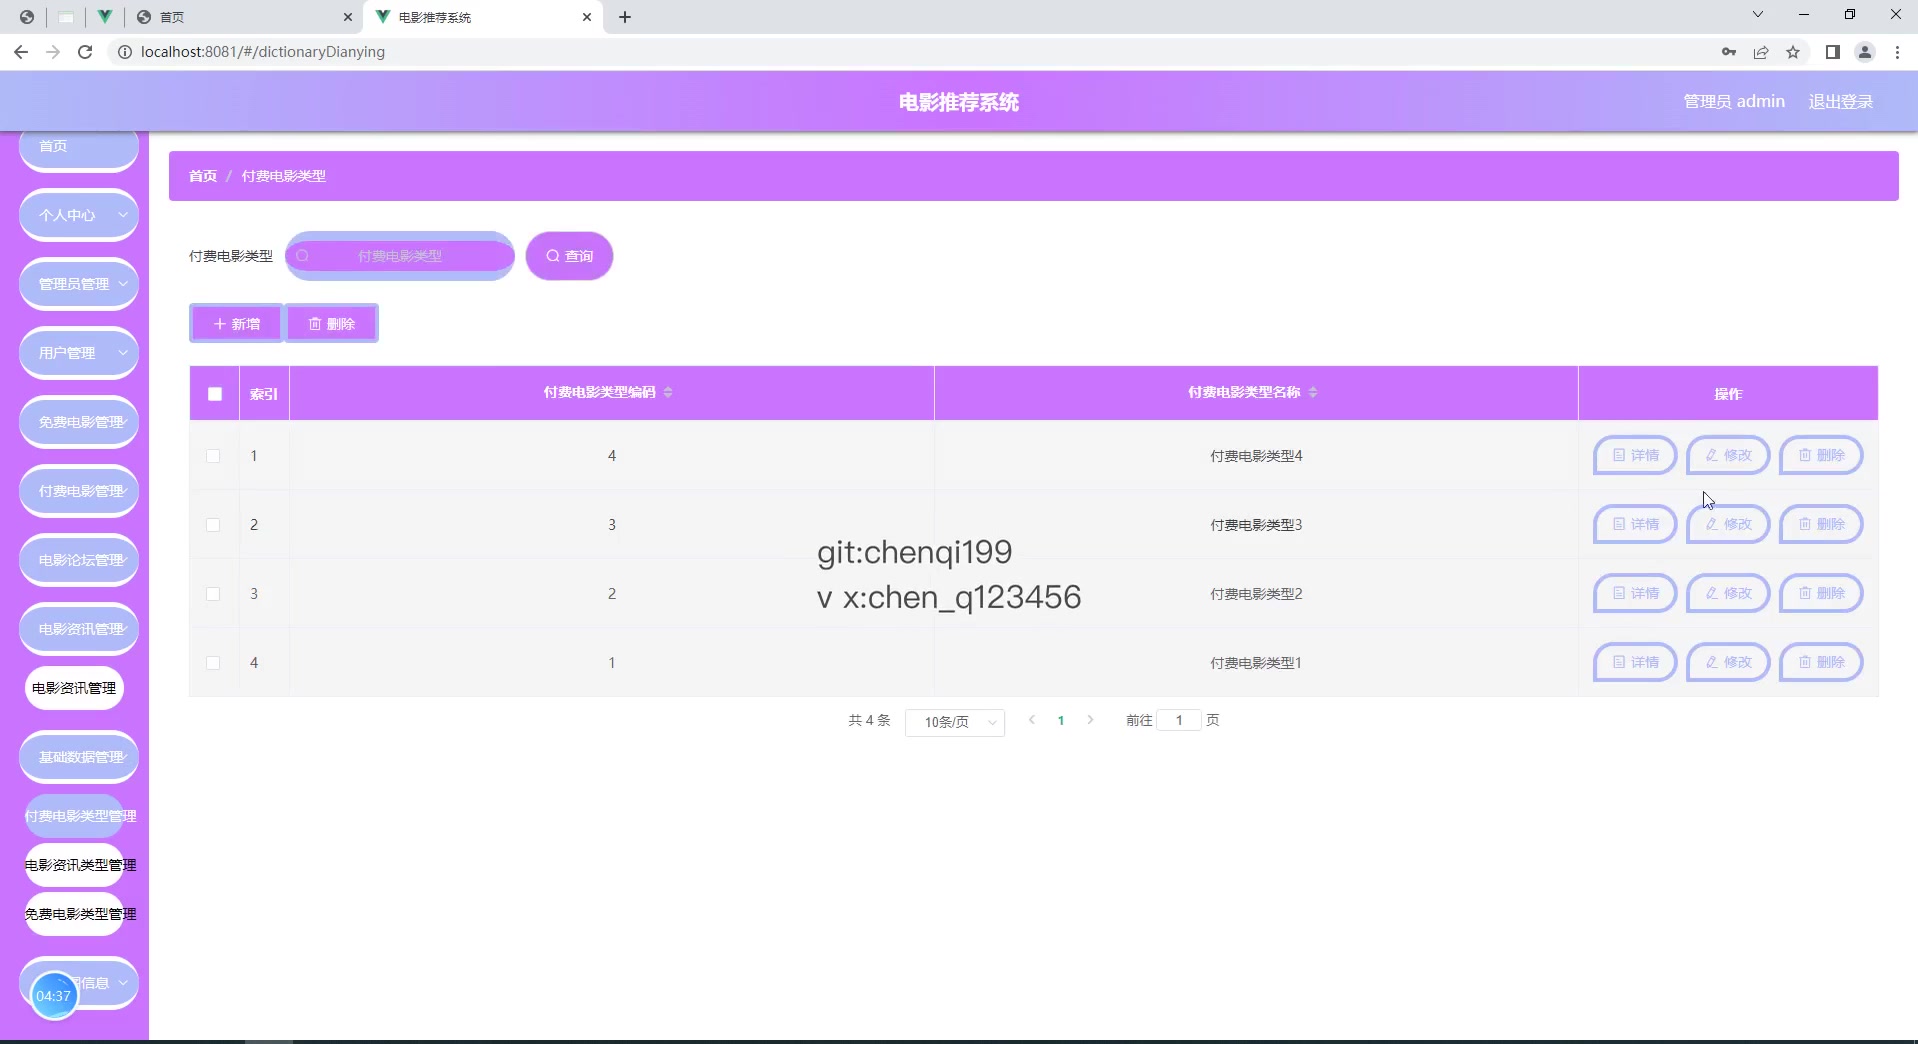 首页
电影推荐系统
localhost:8081/#/dictionaryDianying
电影推荐系统
管理员 admin
退出登录
首页
个人中心
管理员管理
用户管理
免费电影管理
付费电影管理
电影论坛管理
电影资讯管理
电影资讯管理
基础数据管理
付费电影类型管理
电影资讯类型管理
免费电影类型管理
信息
04:37
首页 / 付费电影类型
付费电影类型 付费电影类型 查询
新增 删除
索引 付费电影类型编码 付费电影类型名称 操作
1 4 付费电影类型4 详情 修改 删除
2 3 付费电影类型3 详情 修改 删除
3 2 付费电影类型2 详情 修改 删除
4 1 付费电影类型1 详情 修改 删除
git:chenqi199
v x:chen_q123456
共 4 条 10条/页 1 前往 1 页